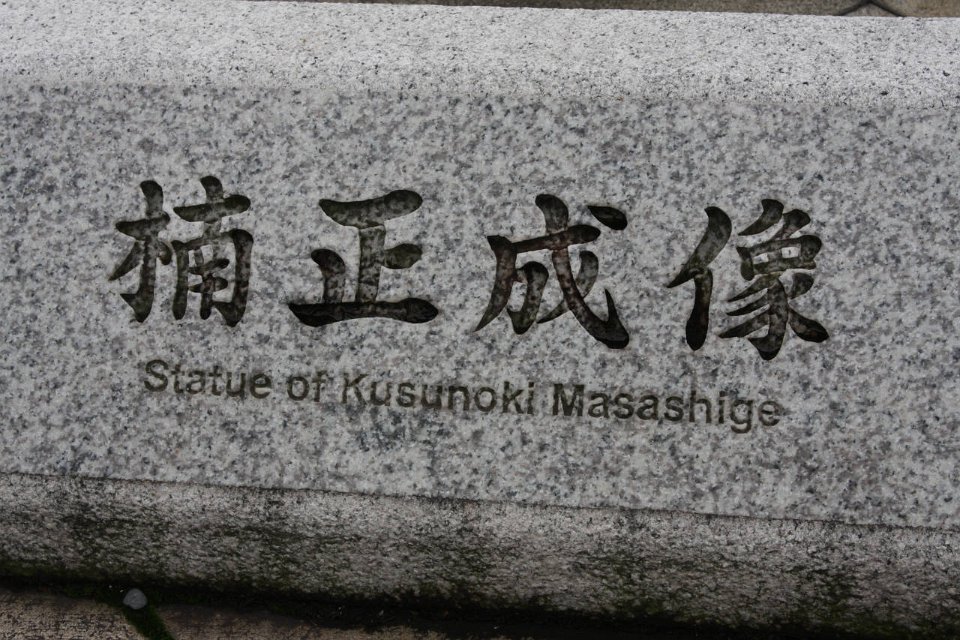 楠正成像
Statue of Kusunoki Masashige